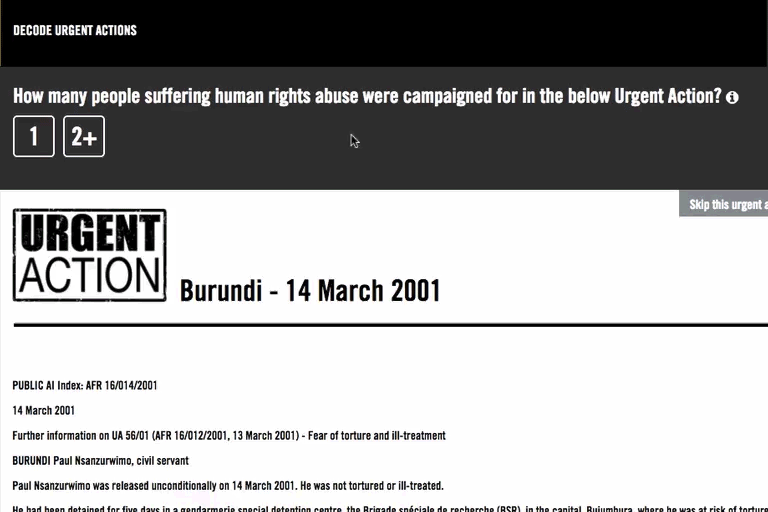 DECODE URGENT ACTIONS
How many people suffering human rights abuse were campaigned for in the below Urgent Action?
1 2+
Skip this urgent a
URGENT
ACTION
Burundi - 14 March 2001
PUBLIC AI Index: AFR 16/014/2001
14 March 2001
Further information on UA 56/01 (AFR 16/012/2001, 13 March 2001) - Fear of torture and ill-treatment
BURUNDI Paul Nsanzurwimo, civil servant
Paul Nsanzurwimo was released unconditionally on 14 March 2001. He was not tortured or ill-treated.
He had been detained for five days in a gendarmerie special detention centre, the Brigade spéciale de recherche (BSR), in the capital, Bujumbura, where he was at risk of torture